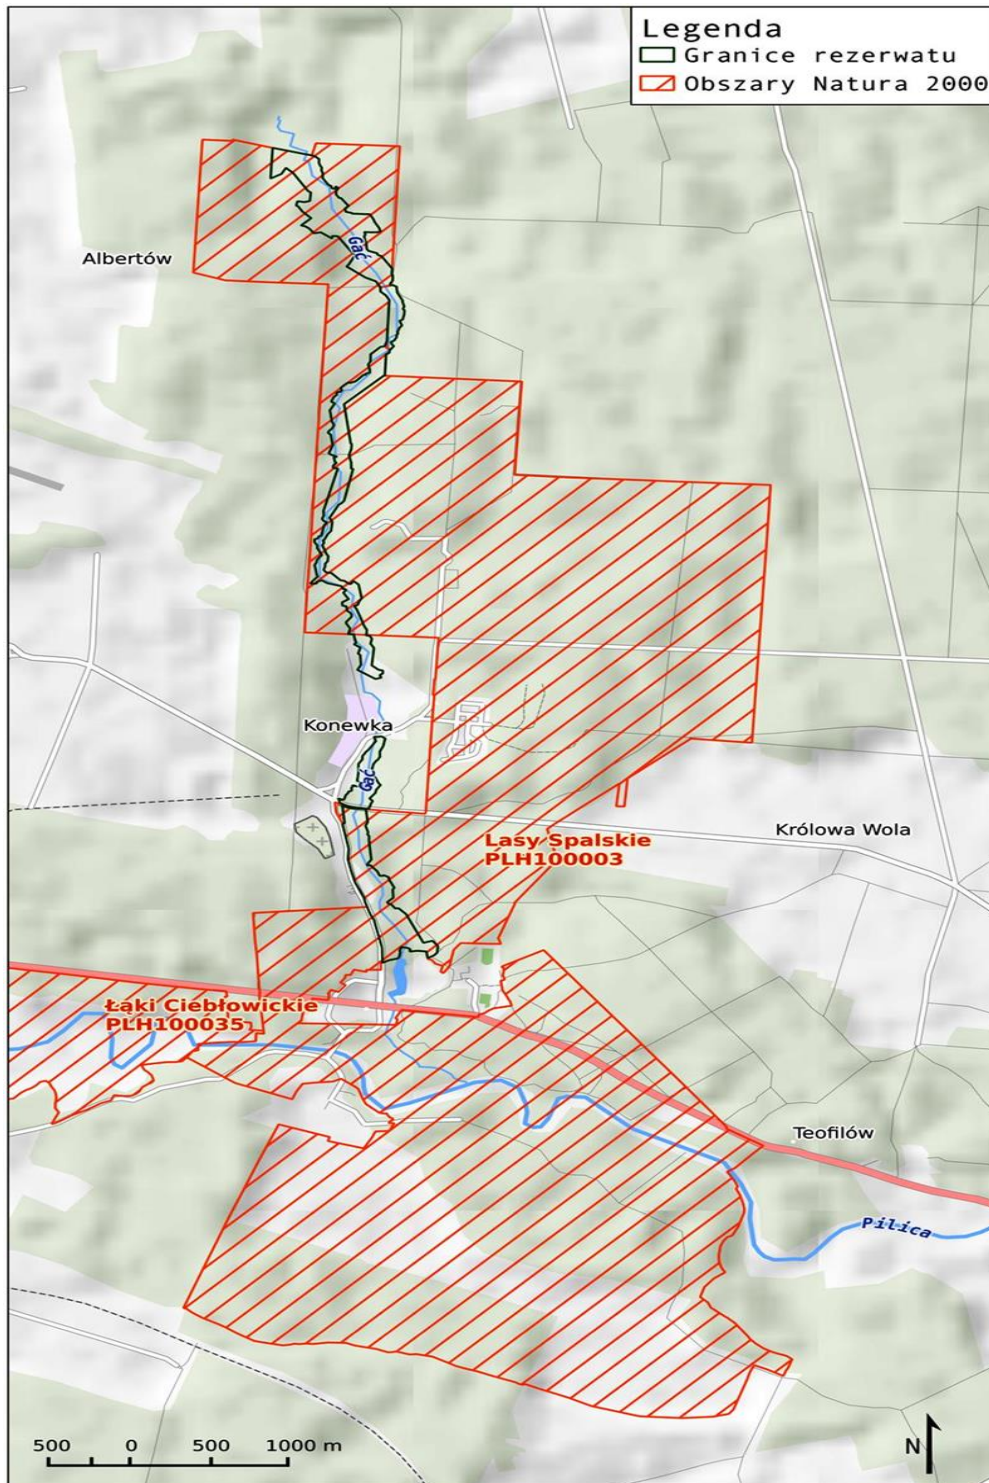 Legenda
Granice rezerwatu
Obszary Natura 2000
Albertów
Gać
Konewka
Gać
Królowa Wola
Lasy Spalskie
PLH100003
Łąki Ciebłowickie
PLH100035
Teofilów
Pilica
500 0 500 1000 m
N